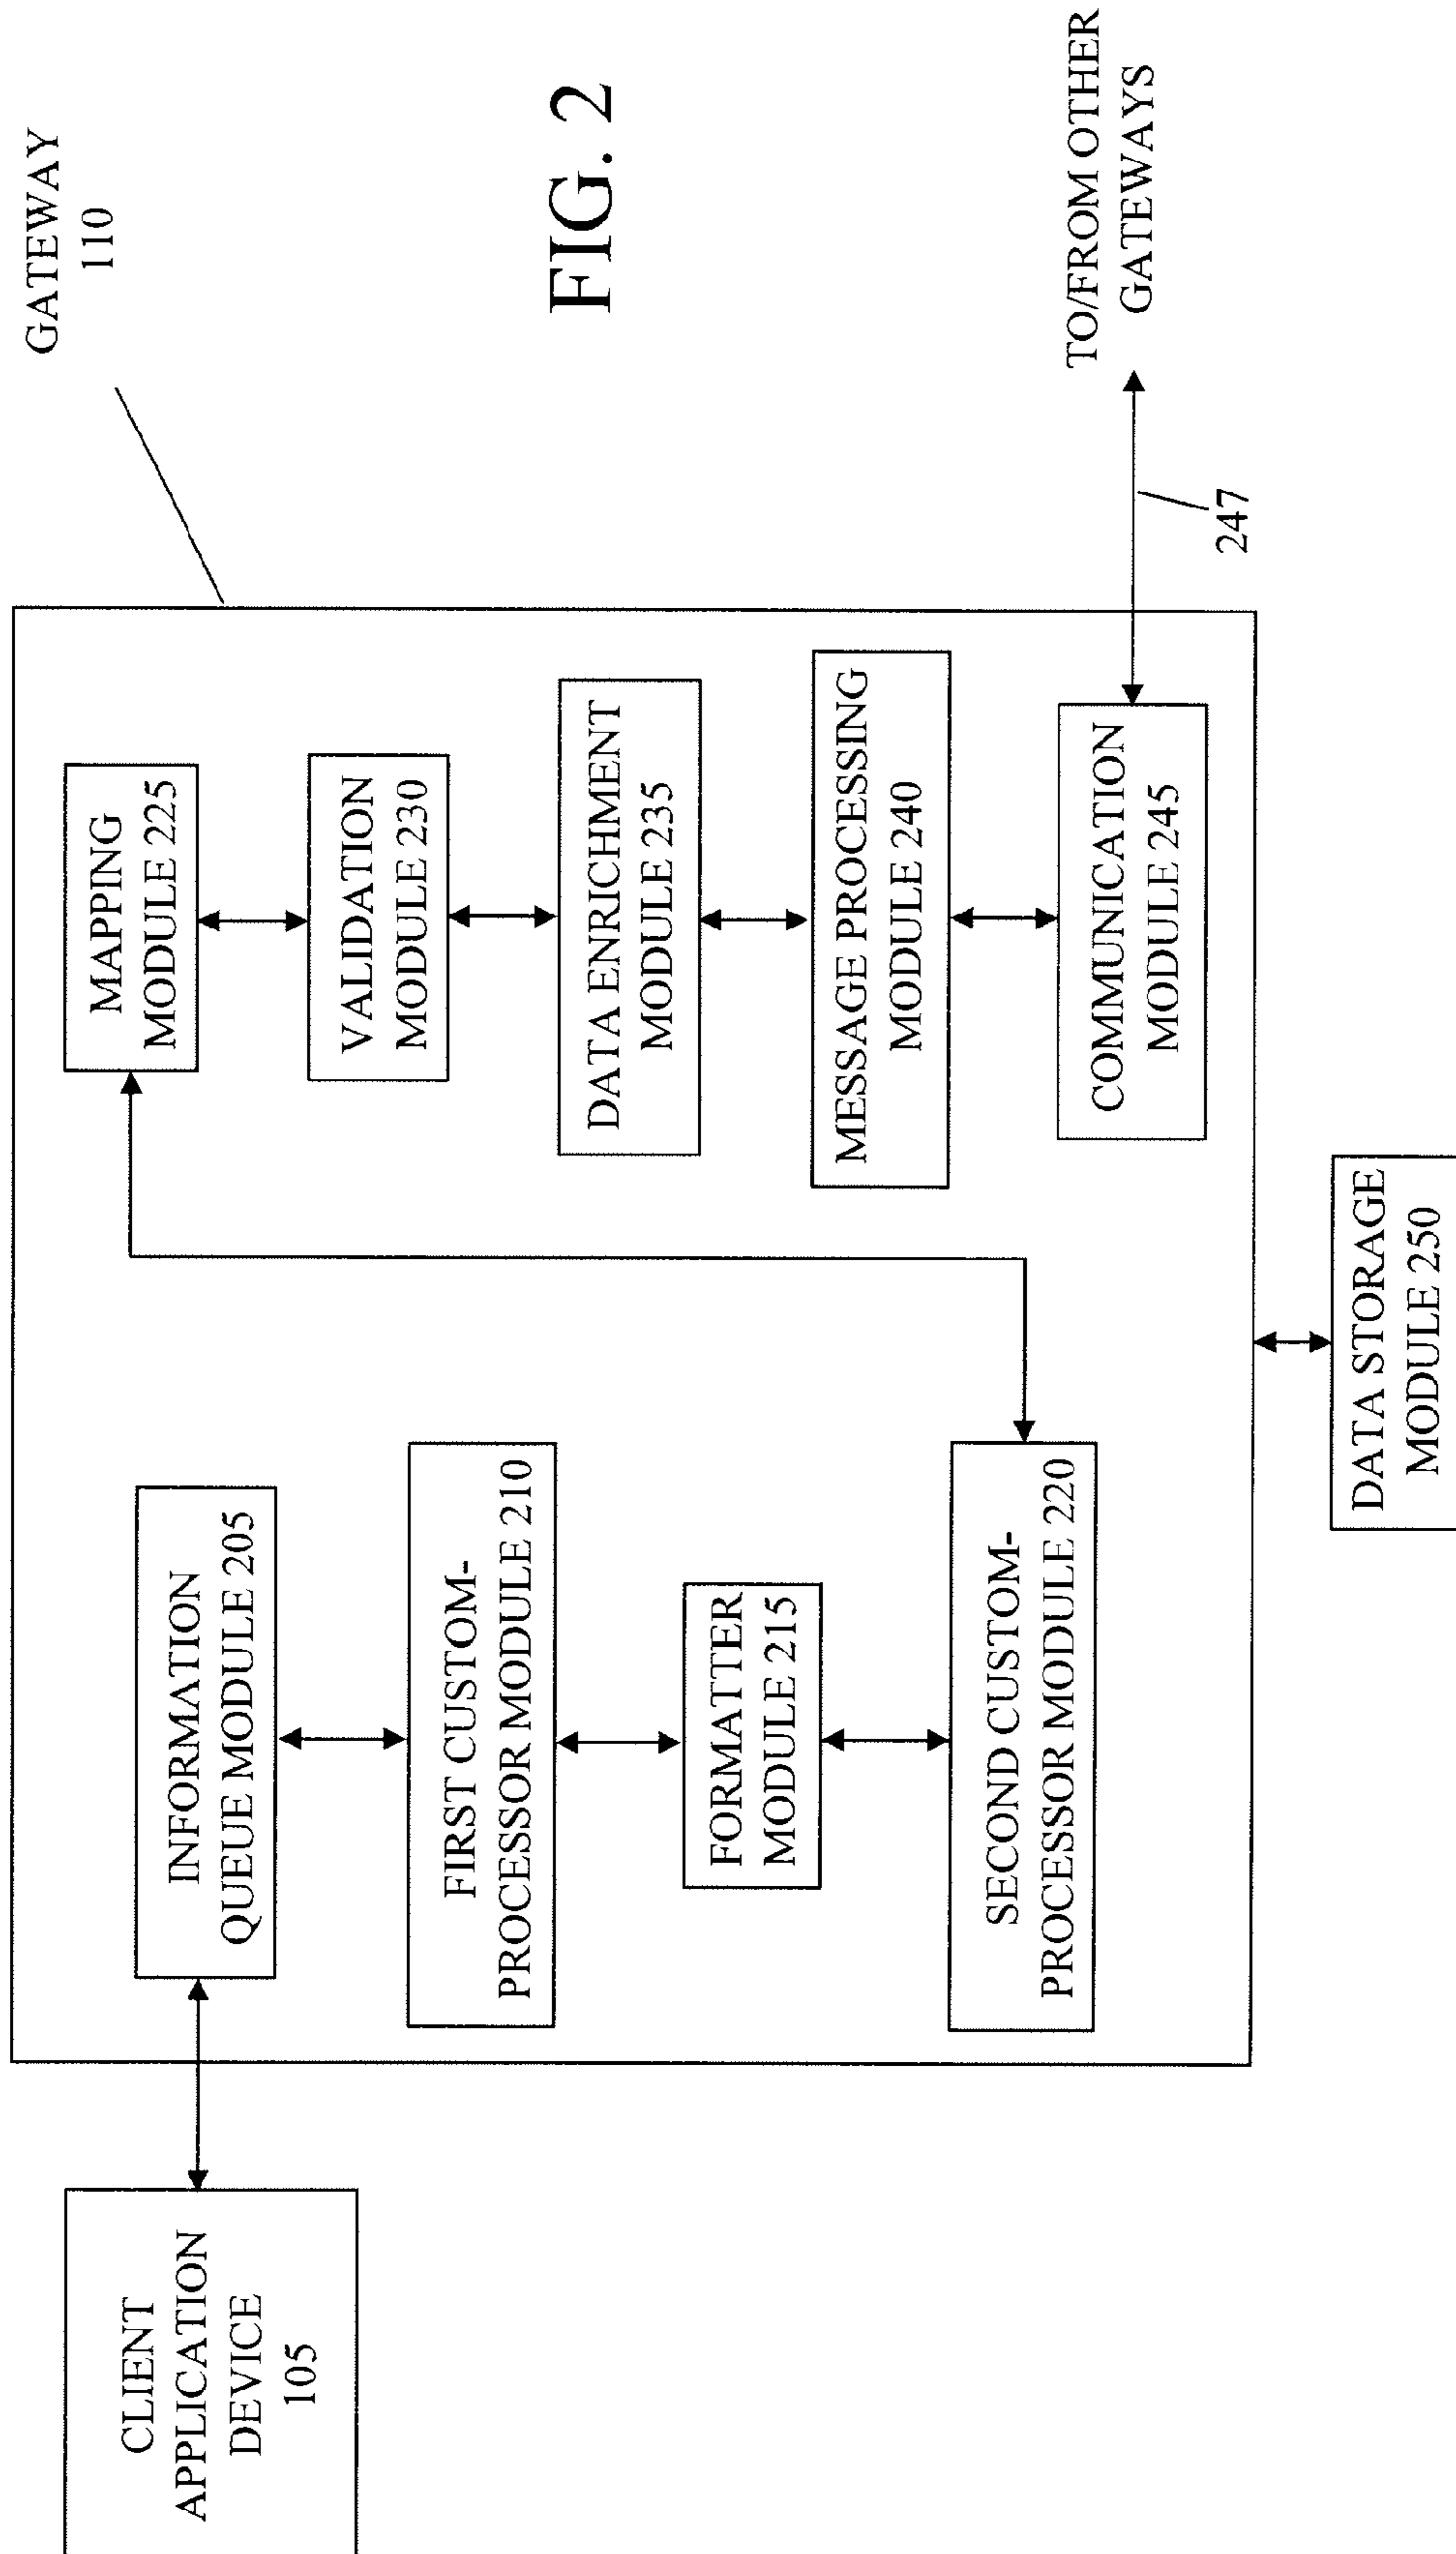 GATEWAY
110
CLIENT
APPLICATION
DEVICE
105
INFORMATION
QUEUE MODULE 205
FIRST CUSTOM-
PROCESSOR MODULE 210
FORMATTER
MODULE 215
SECOND CUSTOM-
PROCESSOR MODULE 220
MAPPING
MODULE 225
VALIDATION
MODULE 230
DATA ENRICHMENT
MODULE 235
MESSAGE PROCESSING
MODULE 240
COMMUNICATION
MODULE 245
247
TO/FROM OTHER
GATEWAYS
DATA STORAGE
MODULE 250
FIG. 2